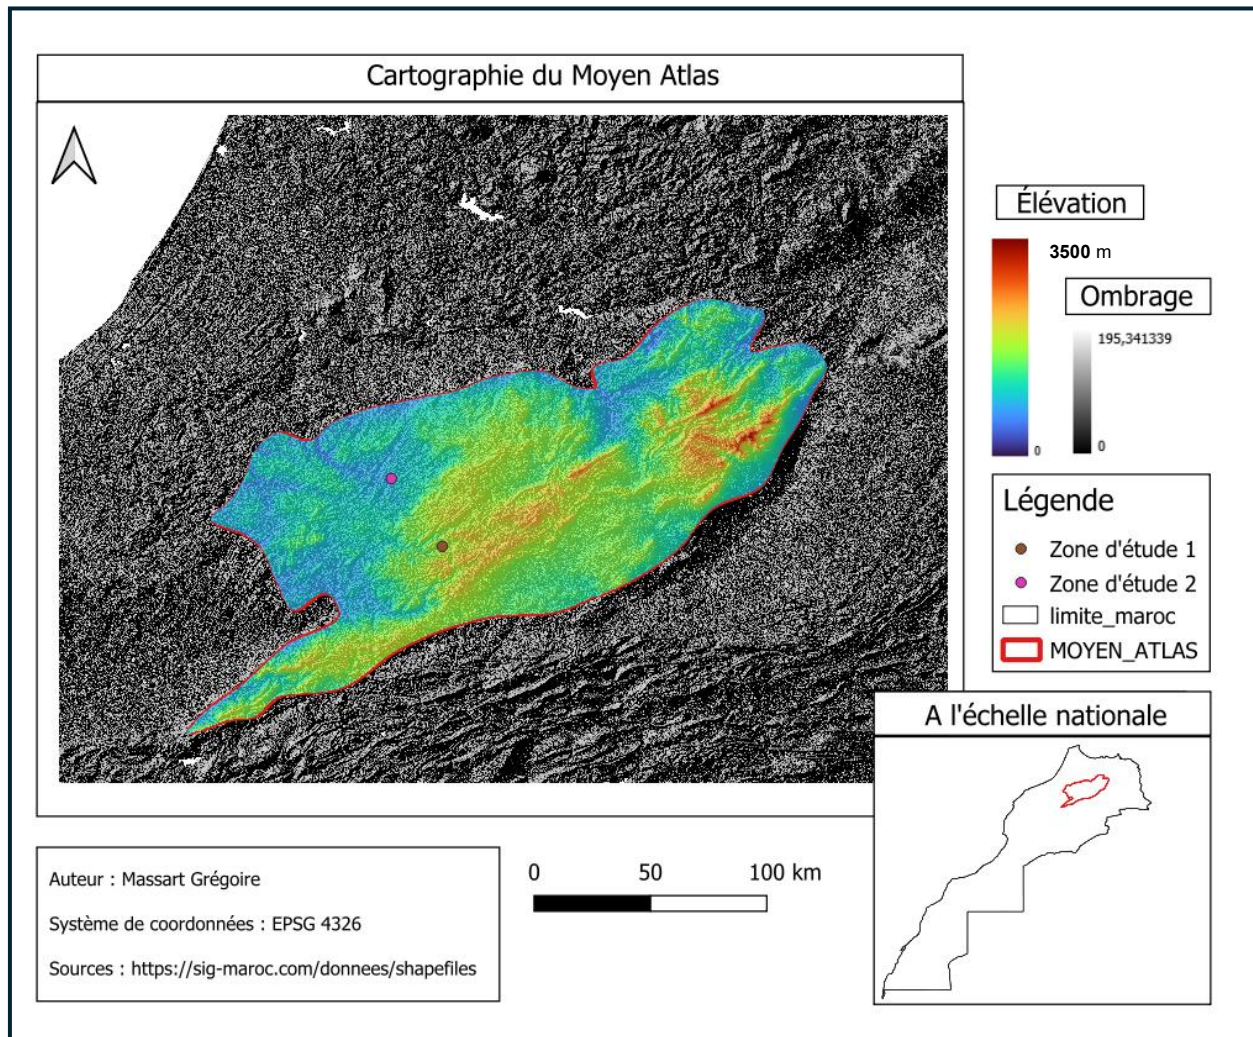 Cartographie du Moyen Atlas
Élévation
3500 m
0
Ombrage
195,341339
0
Légende
Zone d'étude 1
Zone d'étude 2
limite_maroc
MOYEN_ATLAS
A l'échelle nationale
Auteur : Massart Grégoire
Système de coordonnées : EPSG 4326
Sources : https://sig-maroc.com/donnees/shapefiles
0 50 100 km